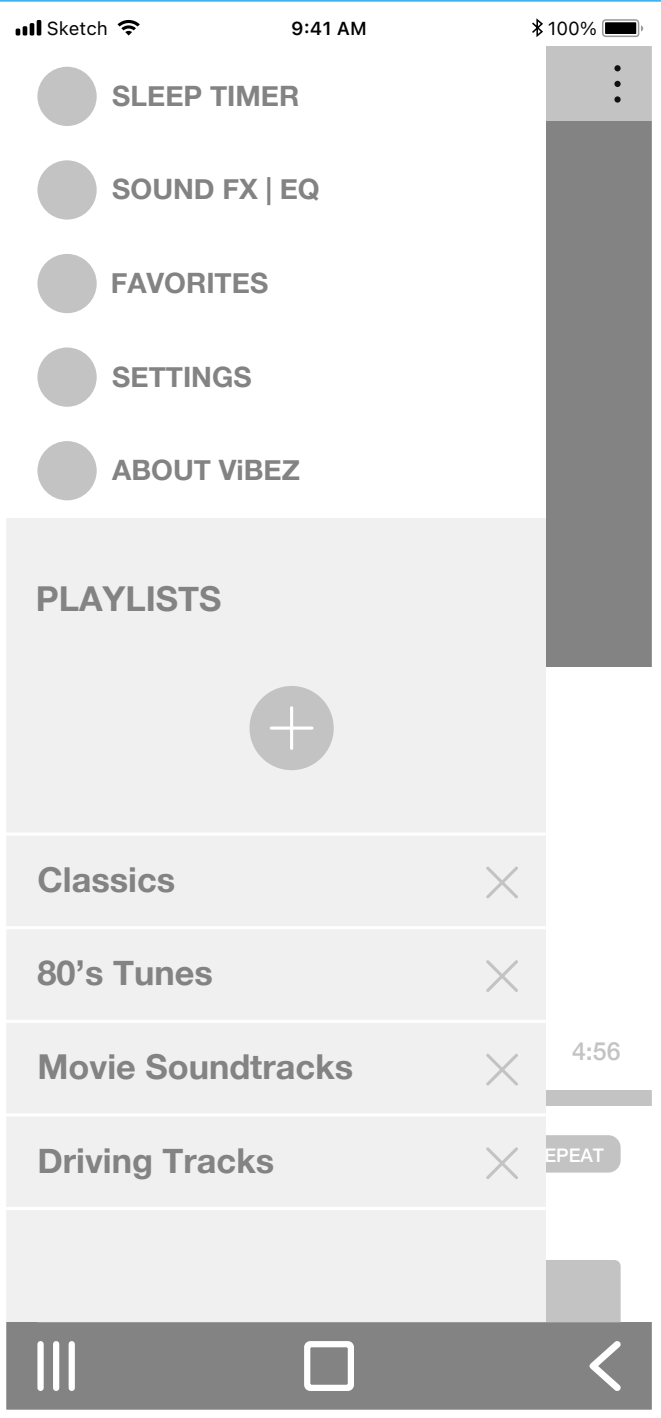 Sketch 9:41 AM 100%
SLEEP TIMER
SOUND FX | EQ
FAVORITES
SETTINGS
ABOUT ViBEZ
PLAYLISTS
Classics
80’s Tunes
Movie Soundtracks
4:56
Driving Tracks
EPEAT